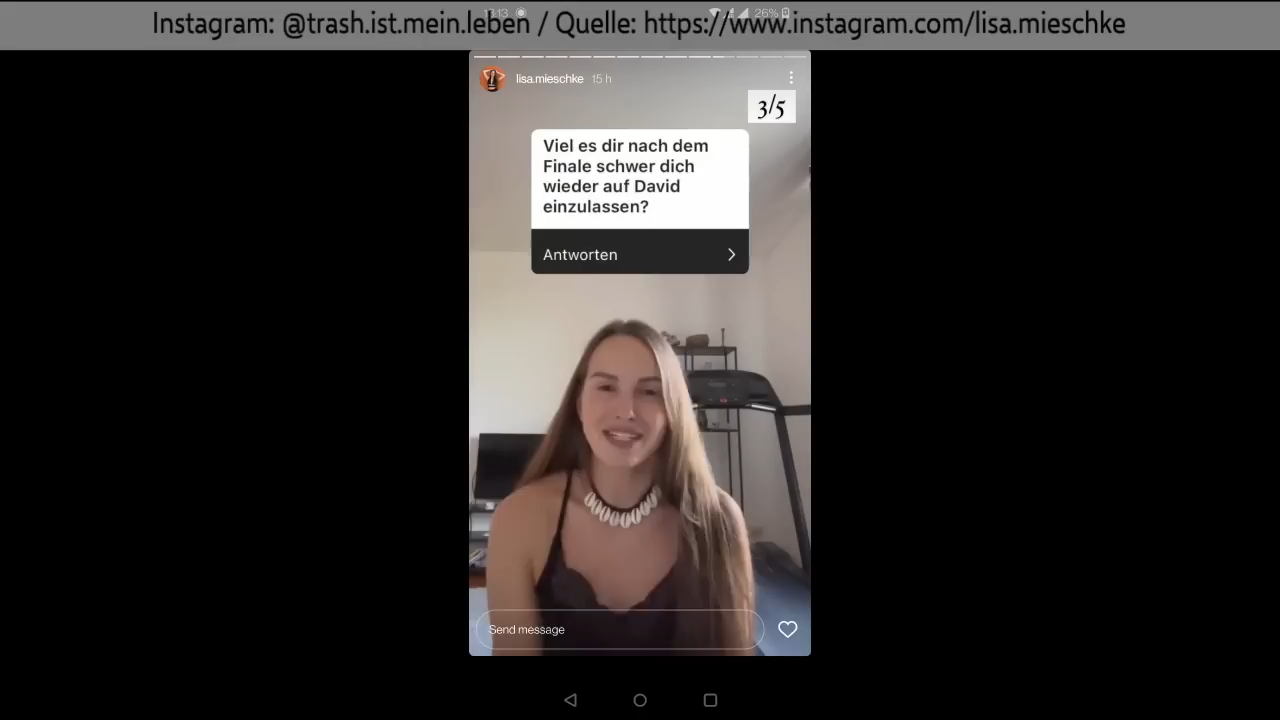 Instagram: @trash.ist.mein.leben / Quelle: https://www.instagram.com/lisa.mieschke
26%
lisa.mieschke 15 h
3/5
Viel es dir nach dem
Finale schwer dich
wieder auf David
einzulassen?
Antworten
Send message